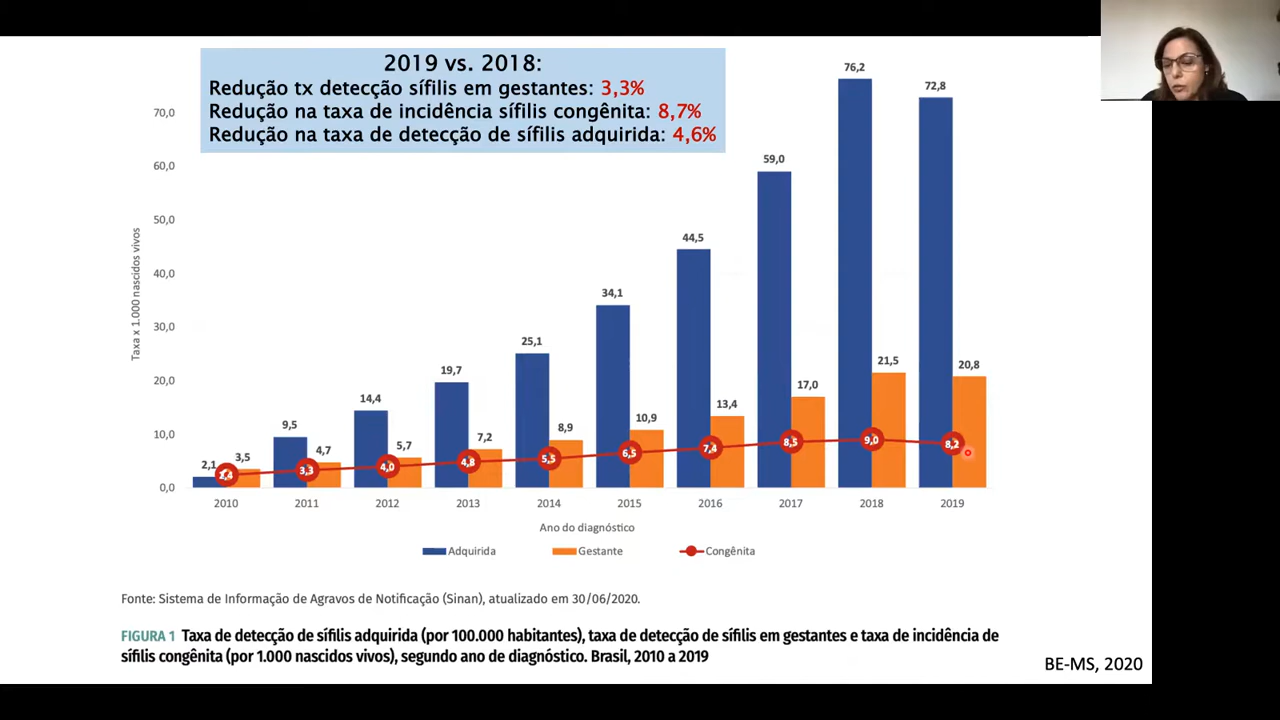 2019 vs. 2018:
Redução tx detecção sífilis em gestantes: 3,3%
Redução na taxa de incidência sífilis congênita: 8,7%
Redução na taxa de detecção de sífilis adquirida: 4,6%
Taxa x 1.000 nascidos vivos
70,0
60,0
50,0
40,0
30,0
20,0
10,0
0,0
2,1 3,5 2,4
9,5 4,7 3,3
14,4 5,7 4,0
19,7 7,2 4,8
25,1 8,9 5,5
34,1 10,9 6,5
44,5 13,4 7,4
59,0 17,0 8,5
76,2 21,5 9,0
72,8 20,8 8,2
2010 2011 2012 2013 2014 2015 2016 2017 2018 2019
Ano do diagnóstico
Adquirida Gestante Congênita
Fonte: Sistema de Informação de Agravos de Notificação (Sinan), atualizado em 30/06/2020.
FIGURA 1 Taxa de detecção de sífilis adquirida (por 100.000 habitantes), taxa de detecção de sífilis em gestantes e taxa de incidência de
sífilis congênita (por 1.000 nascidos vivos), segundo ano de diagnóstico. Brasil, 2010 a 2019
BE-MS, 2020